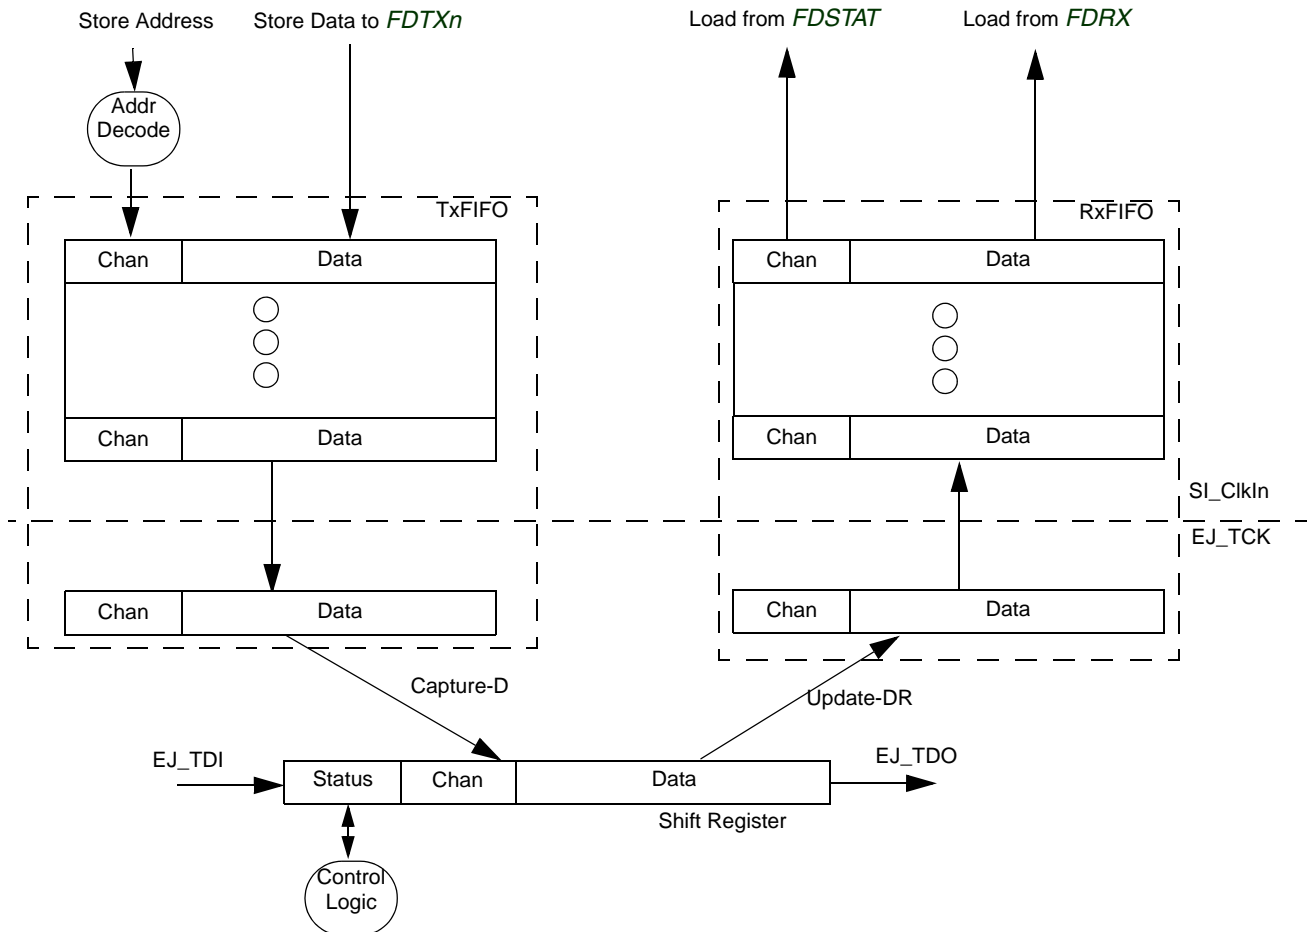 Store Address
Store Data to FDTXn
Load from FDSTAT
Load from FDRX
Addr
Decode
TxFIFO
RxFIFO
Chan
Data
Chan
Data
Chan
Data
Chan
Data
SI_ClkIn
EJ_TCK
Chan
Data
Chan
Data
Capture-D
Update-DR
EJ_TDI
EJ_TDO
Status
Chan
Data
Shift Register
Control
Logic